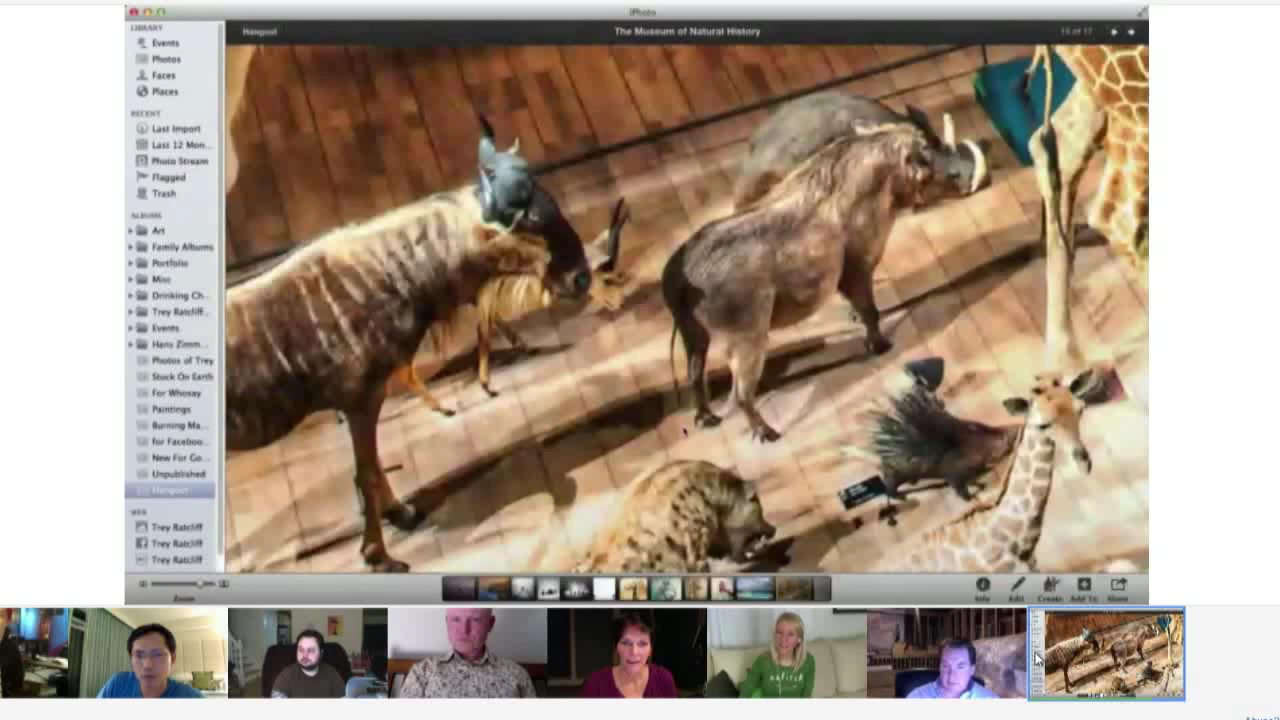 iPhoto
LIBRARY
Events
Photos
Faces
Places
RECENT
Last Import
Last 12 Mon...
Photo Stream
Flagged
Trash
ALBUMS
Art
Family Albums
Portfolio
Misc
Drinking Ch...
Trey Ratcliff...
Events
Hans Zimm...
Photos of Trey
Stuck On Earth
For Whosay
Paintings
Burning Ma...
for Faceboo...
New For Go...
Unpublished
Hangout
WEB
Trey Ratcliff
Trey Ratcliff
Trey Ratcliff
Zoom
Hangout
The Museum of Natural History
Info
Edit
Create
Add To
Share